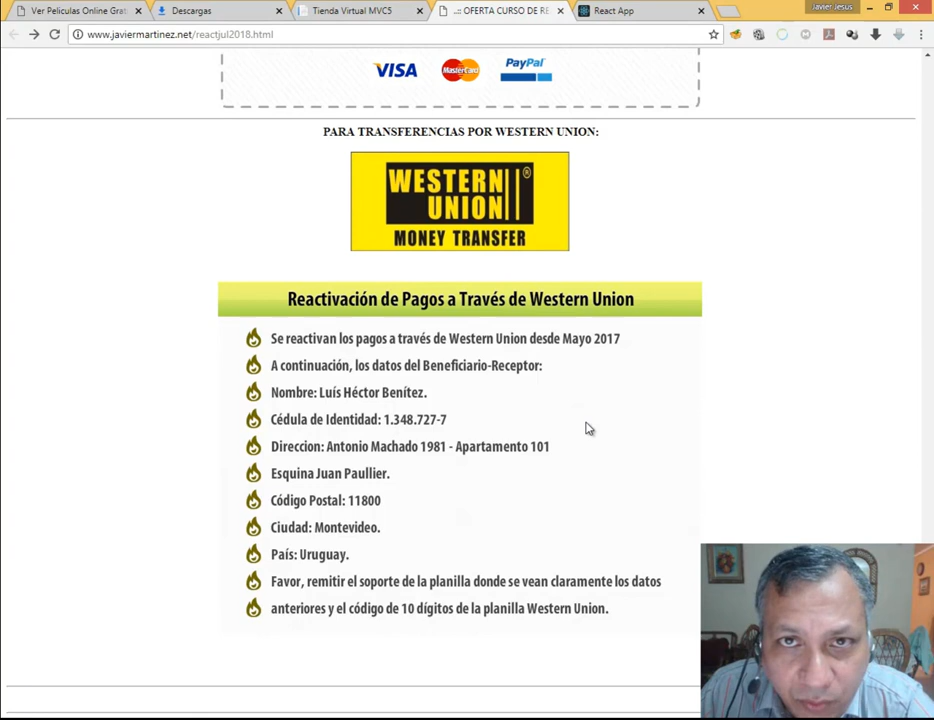 Ver Peliculas Online Grat
Descargas
Tienda Virtual MVC5
..:: OFERTA CURSO DE RE
React App
Javier Jesus
www.javiermartinez.net/reactjul2018.html
VISA
MasterCard
PayPal
PARA TRANSFERENCIAS POR WESTERN UNION:
WESTERN
UNION
®
MONEY TRANSFER
Reactivación de Pagos a Través de Western Union
Se reactivan los pagos a través de Western Union desde Mayo 2017
A continuación, los datos del Beneficiario-Receptor:
Nombre: Luís Héctor Benítez.
Cédula de Identidad: 1.348.727-7
Direccion: Antonio Machado 1981 - Apartamento 101
Esquina Juan Paullier.
Código Postal: 11800
Ciudad: Montevideo.
País: Uruguay.
Favor, remitir el soporte de la planilla donde se vean claramente los datos
anteriores y el código de 10 dígitos de la planilla Western Union.